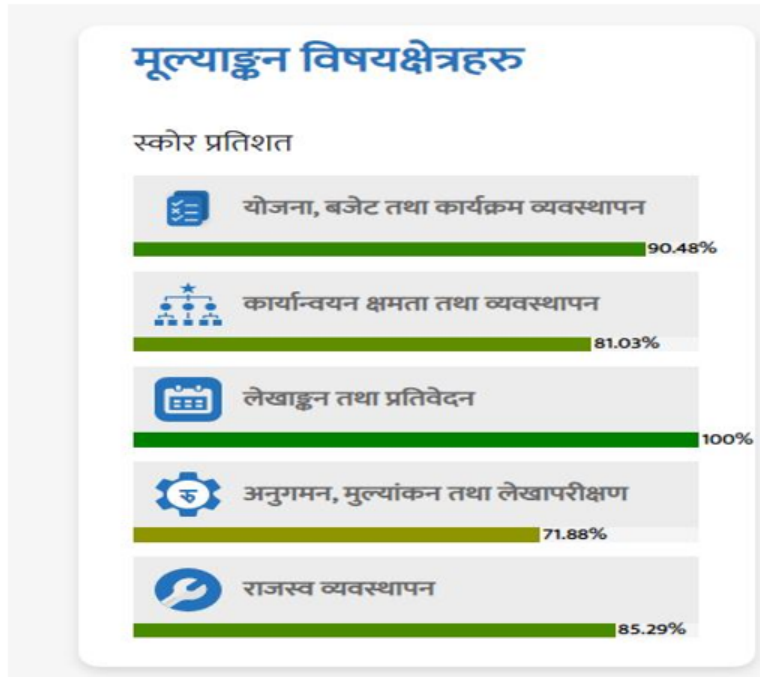 मूल्याङ्कन विषयक्षेत्रहरु
स्कोर प्रतिशत
योजना, बजेट तथा कार्यक्रम व्यवस्थापन
90.48%
कार्यान्वयन क्षमता तथा व्यवस्थापन
81.03%
लेखाङ्कन तथा प्रतिवेदन
100%
रु
अनुगमन, मुल्यांकन तथा लेखापरीक्षण
71.88%
राजस्व व्यवस्थापन
85.29%